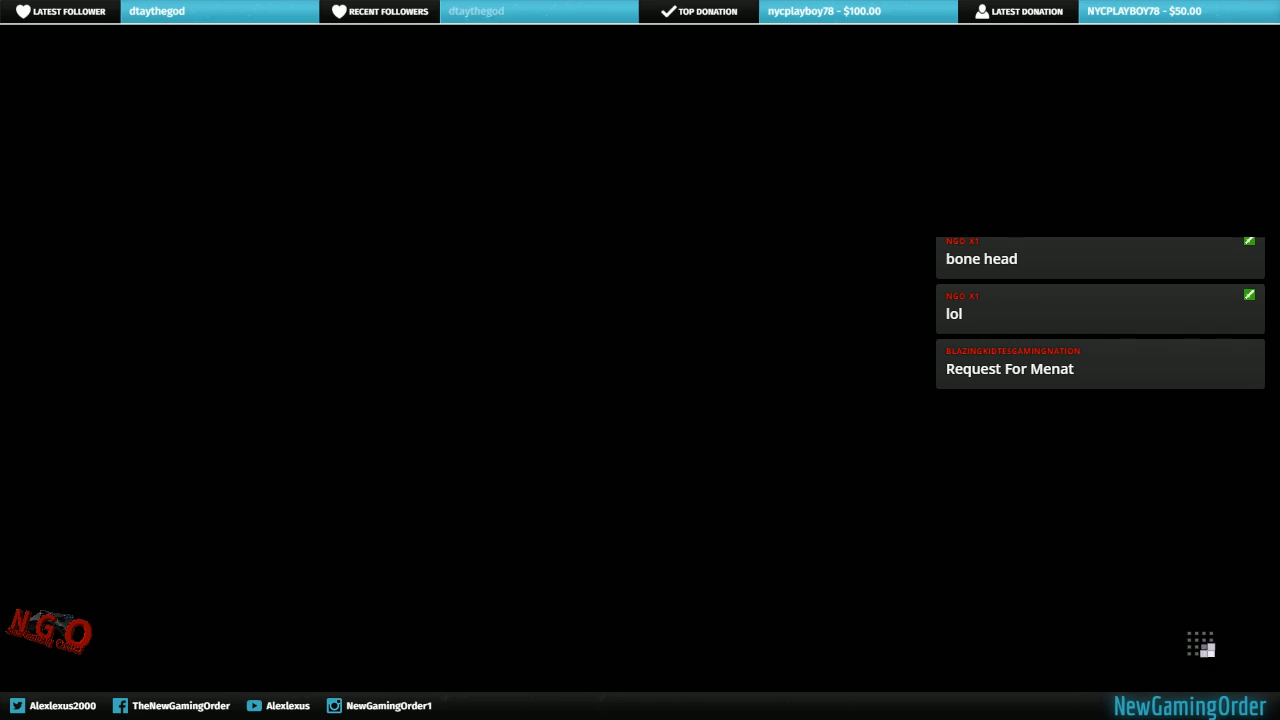 LATEST FOLLOWER
dtaythegod
RECENT FOLLOWERS
dtaythegod
TOP DONATION
nycplayboy78 - $100.00
LATEST DONATION
NYCPLAYBOY78 - $50.00
NGO X1
bone head
NGO X1
lol
BLAZINGKIDTESGAMINGNATION
Request For Menat
NGO
Alexlexus2000
TheNewGamingOrder
Alexlexus
NewGamingOrder1
NewGamingOrder